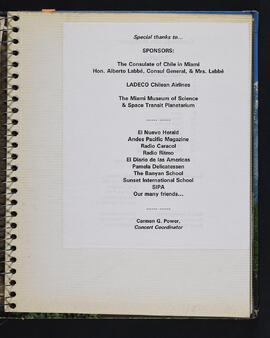 Special thanks to...
SPONSORS:
The Consulate of Chile in Miami
Hon. Alberto Labbé, Consul General, & Mrs. Labbé
LADECO Chilean Airlines
The Miami Museum of Science
& Space Transit Planetarium
----- -----
El Nuevo Herald
Andes Pacific Magazine
Radio Caracol
Radio Ritmo
El Diario de las Americas
Pamela Delicatessen
The Banyan School
Sunset International School
SIPA
Our many friends...
----- -----
Carmen G. Power,
Concert Coordinator